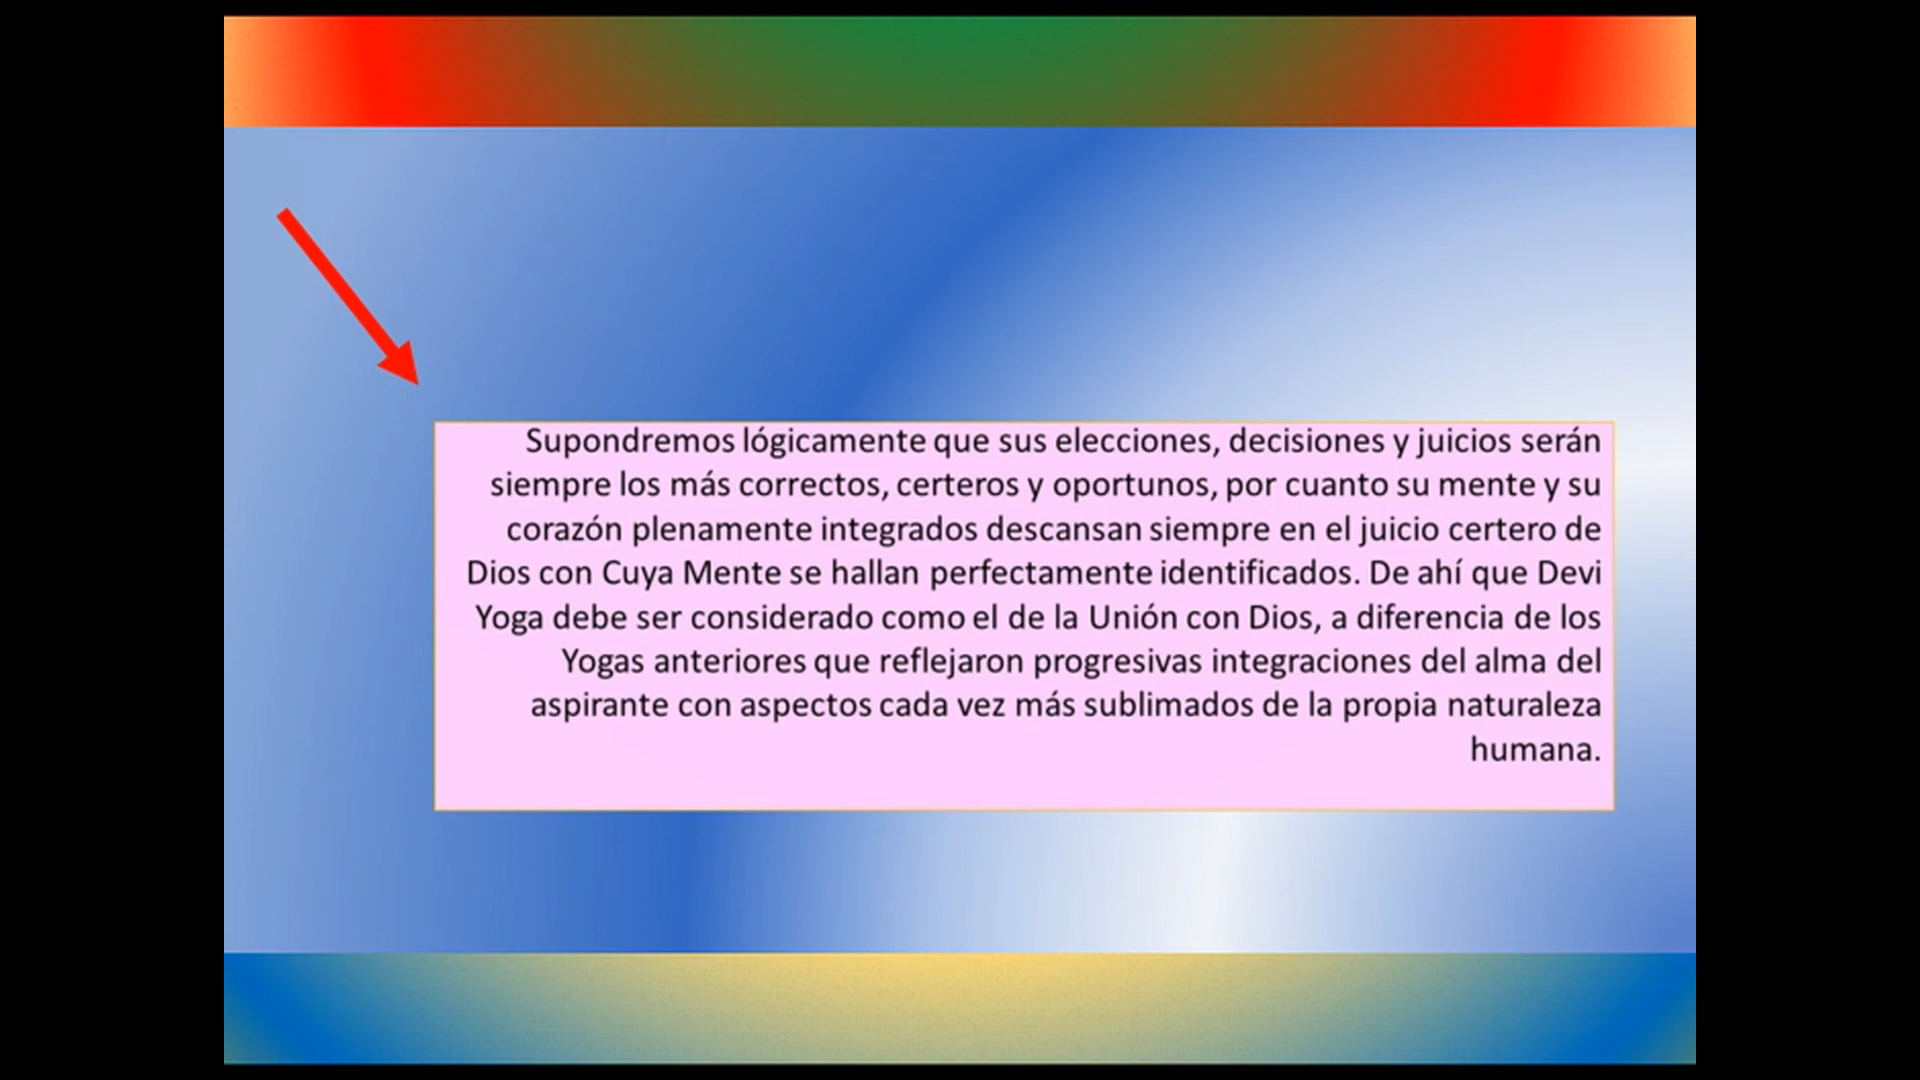 Supondremos lógicamente que sus elecciones, decisiones y juicios serán
siempre los más correctos, certeros y oportunos, por cuanto su mente y su
corazón plenamente integrados descansan siempre en el juicio certero de
Dios con Cuya Mente se hallan perfectamente identificados. De ahí que Devi
Yoga debe ser considerado como el de la Unión con Dios, a diferencia de los
Yogas anteriores que reflejaron progresivas integraciones del alma del
aspirante con aspectos cada vez más sublimados de la propia naturaleza
humana.